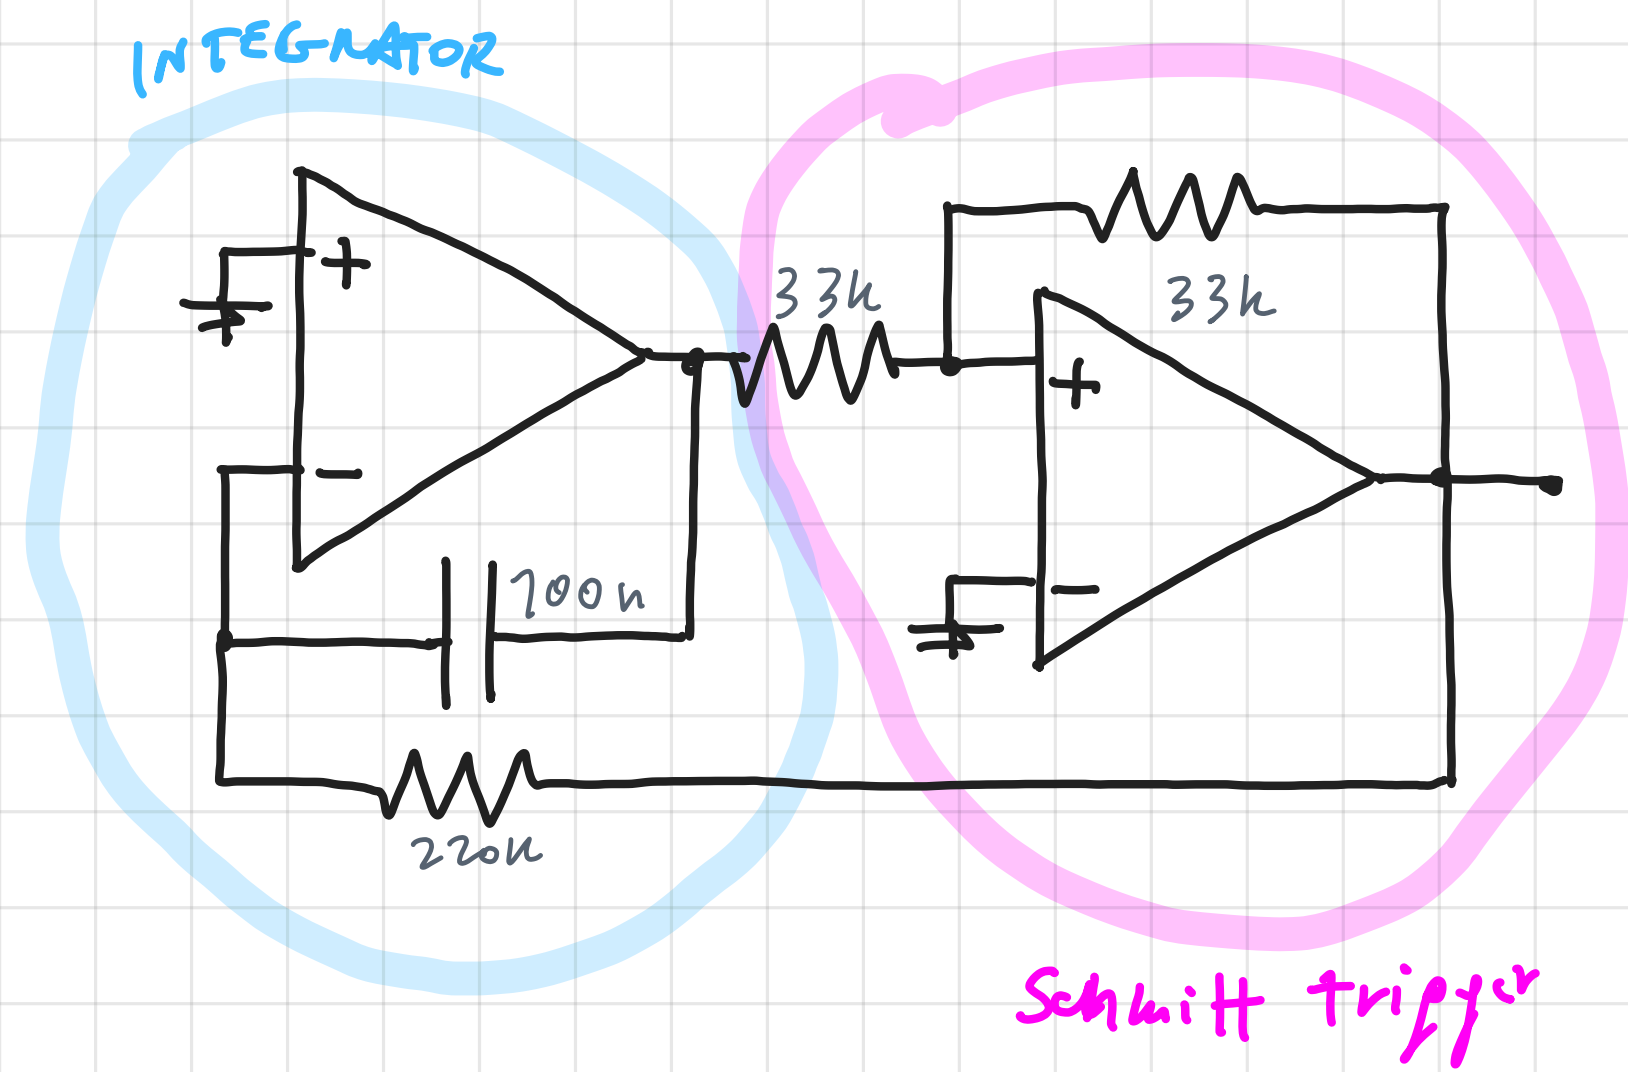 INTEGRATOR
+
33k
33k
+
-
100n
-
220k
Schmitt trigger